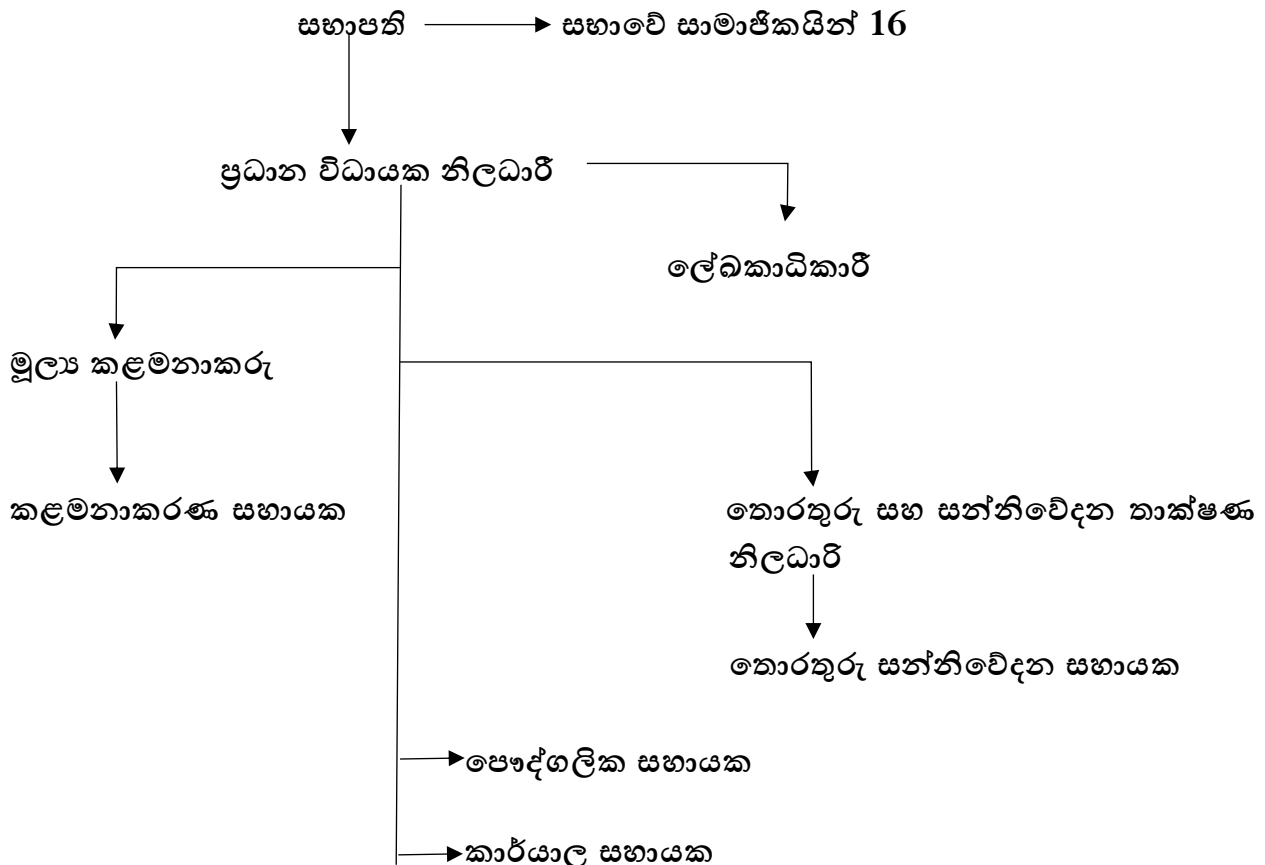 සභාපති සභාවේ සාමාජිකයින් 16
ප්‍රධාන විධායක නිලධාරී
ලේඛකාධිකාරී
මූල්‍ය කළමනාකරු
කළමනාකරණ සහායක
තොරතුරු සහ සන්නිවේදන තාක්ෂණ
නිලධාරි
තොරතුරු සන්නිවේදන සහායක
පෞද්ගලික සහායක
කාර්යාල සහායක